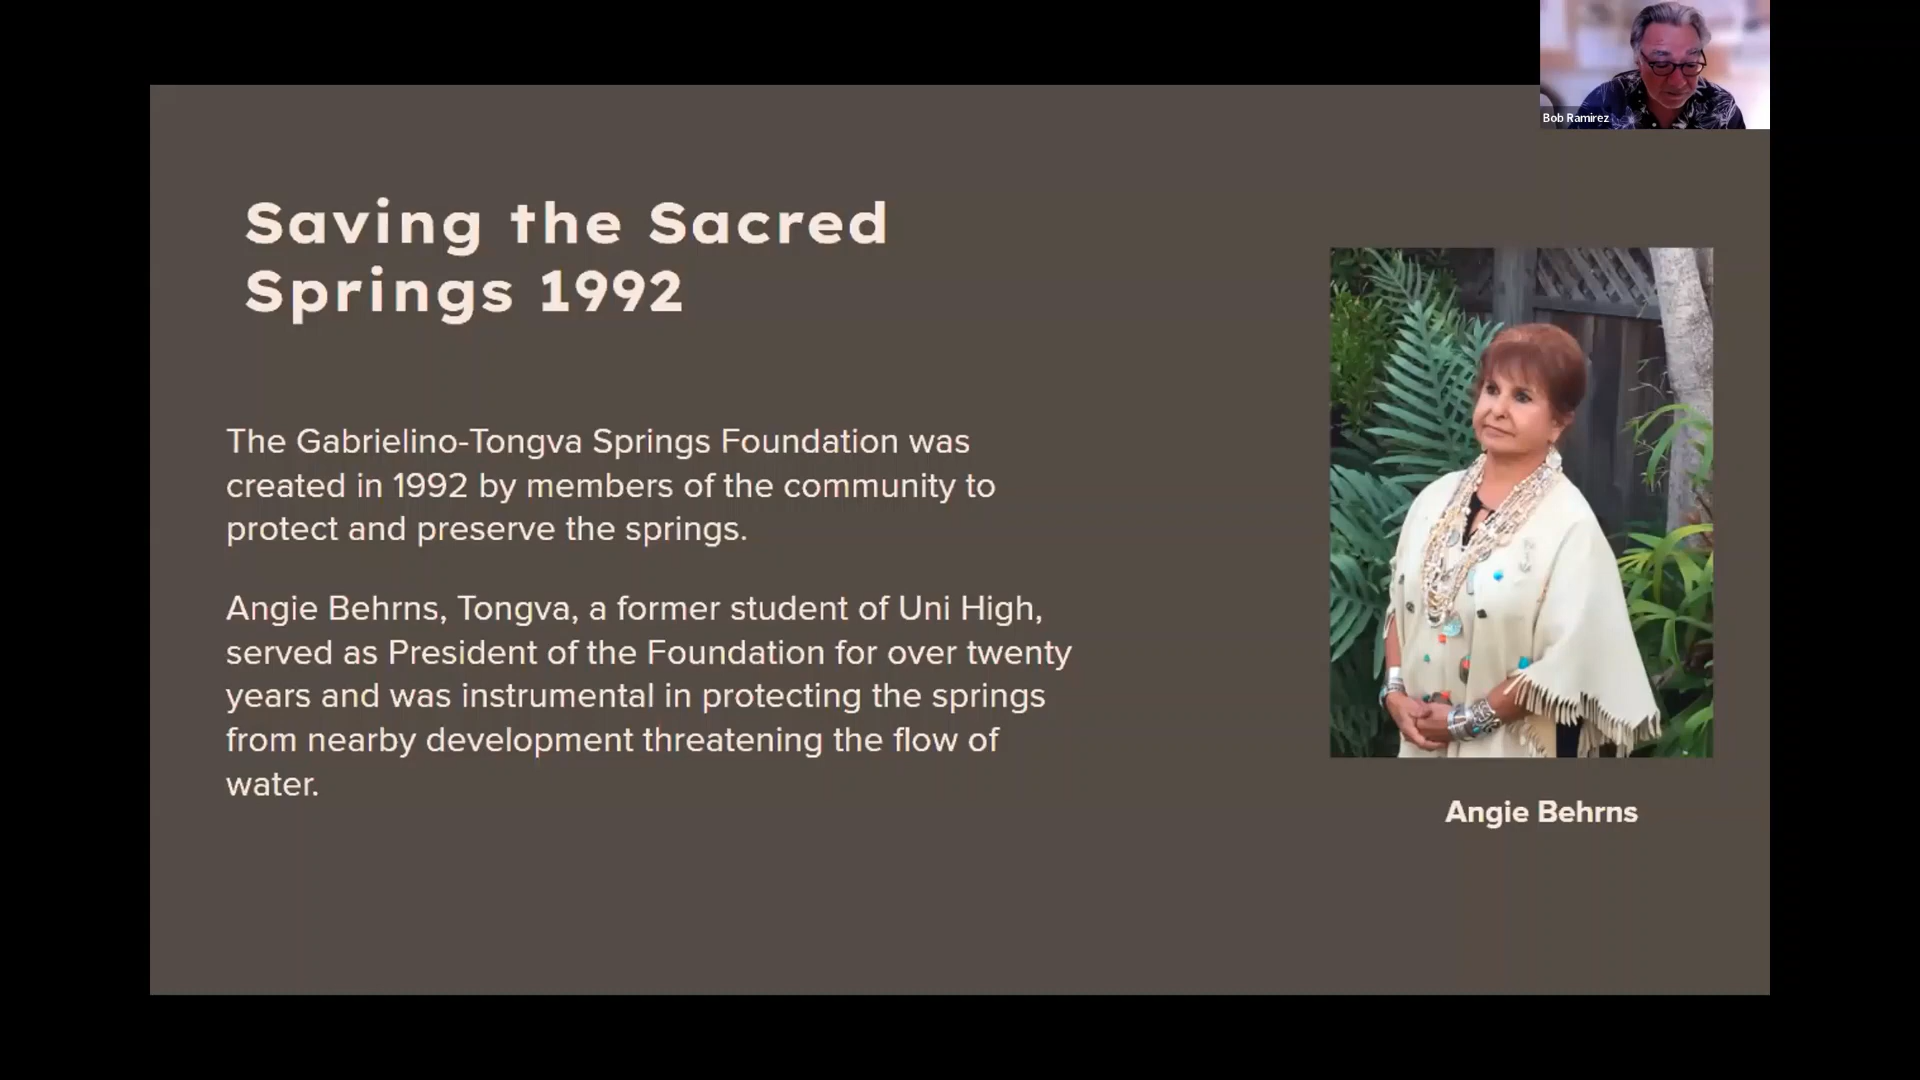 Bob Ramirez
Saving the Sacred
Springs 1992
The Gabrielino-Tongva Springs Foundation was
created in 1992 by members of the community to
protect and preserve the springs.
Angie Behrns, Tongva, a former student of Uni High,
served as President of the Foundation for over twenty
years and was instrumental in protecting the springs
from nearby development threatening the flow of
water.
Angie Behrns